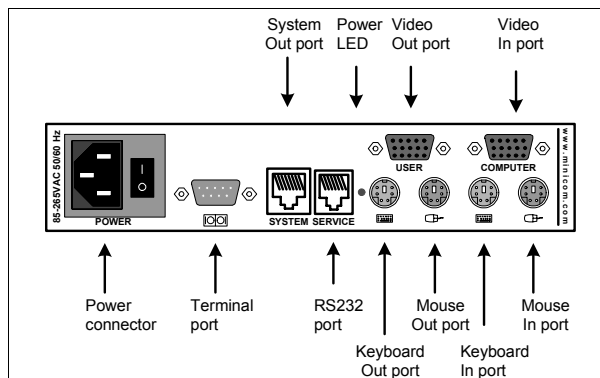 System
Out port
Power
LED
Video
Out port
Video
In port
85-265VAC 50/60 Hz
www.minicom.com
USER
COMPUTER
POWER
SYSTEM
SERVICE
I
O
Power
connector
Terminal
port
RS232
port
Mouse
Out port
Mouse
In port
Keyboard
Out port
Keyboard
In port